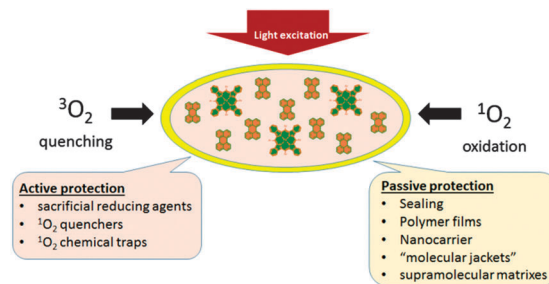 Light excitation
³O₂
quenching
¹O₂
oxidation
Active protection
• sacrificial reducing agents
• ¹O₂ quenchers
• ¹O₂ chemical traps
Passive protection
• Sealing
• Polymer films
• Nanocarrier
• “molecular jackets”
• supramolecular matrixes